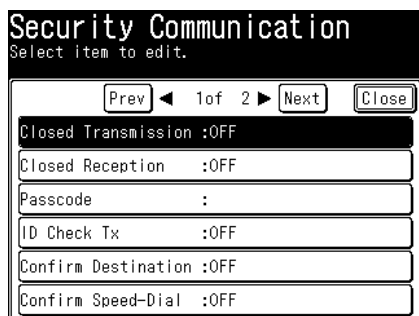 Security Communication
Select item to edit.
Prev ◀ 1of 2 ▶ Next Close
Closed Transmission :OFF
Closed Reception :OFF
Passcode :
ID Check Tx :OFF
Confirm Destination :OFF
Confirm Speed-Dial :OFF